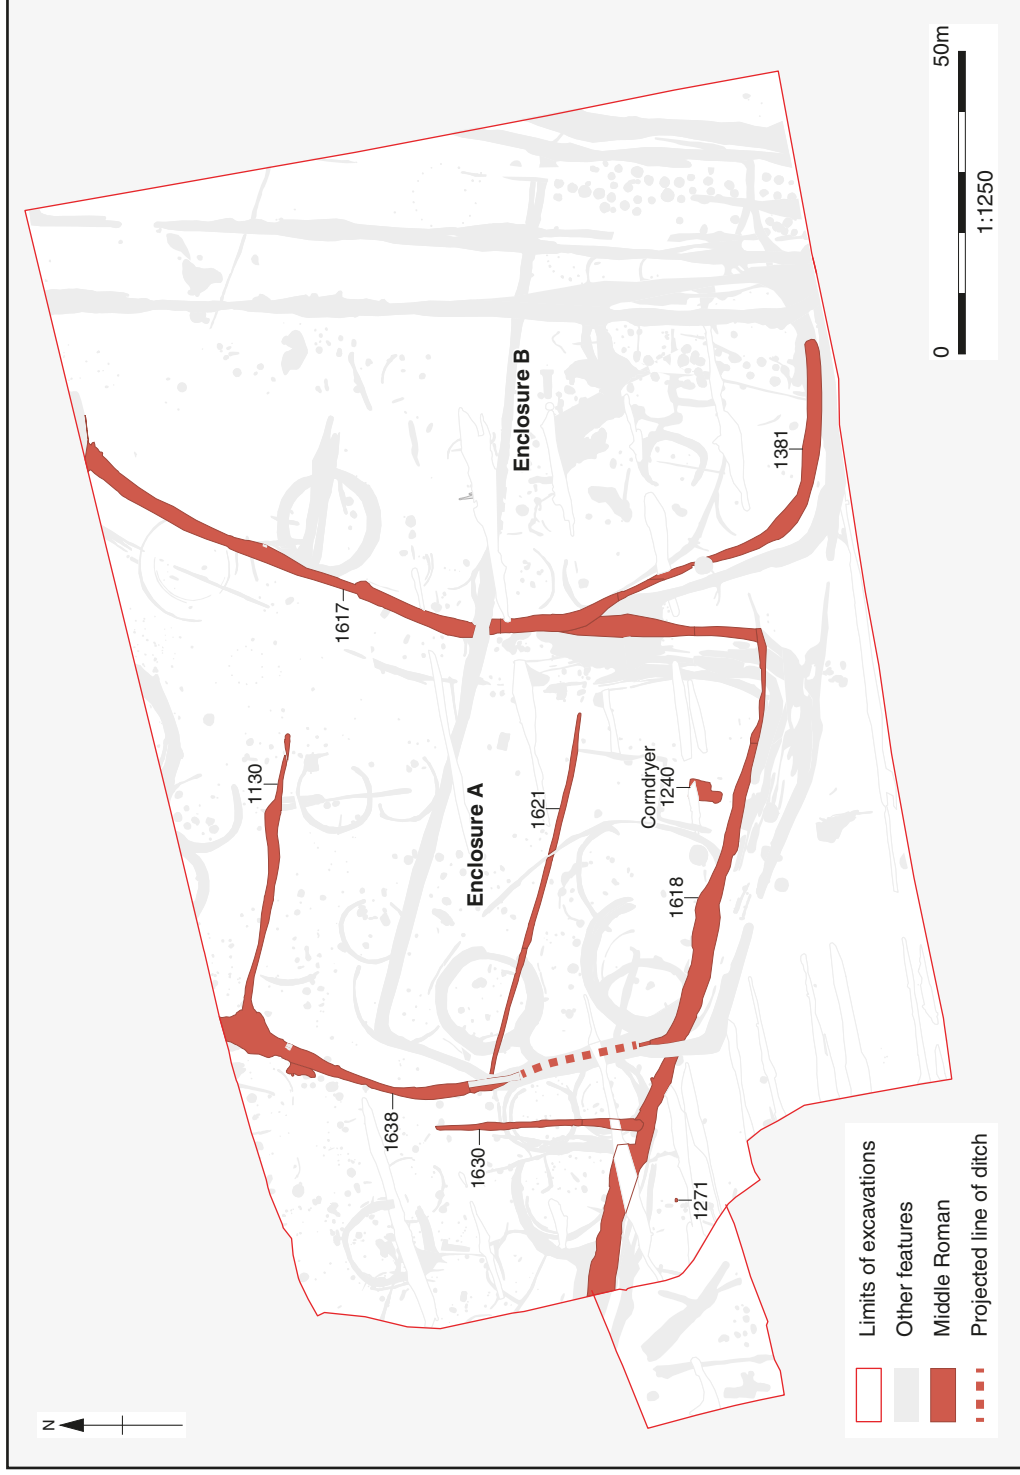 N
1617
1130
1638
1630
1621
Enclosure A
Enclosure B
Corndryer
1240
1618
1381
1271
Limits of excavations
Other features
Middle Roman
Projected line of ditch
0
50m
1:1250